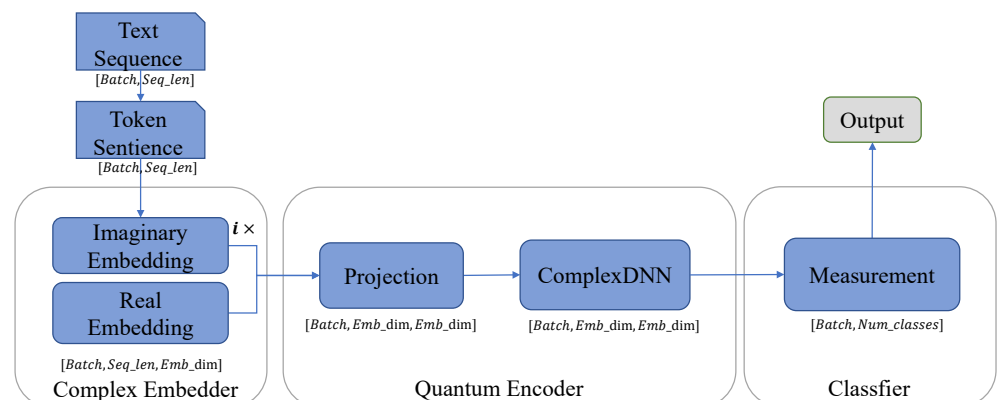 Text
Sequence
[Batch, Seq_len]
Token
Sentience
[Batch, Seq_len]
Imaginary
Embedding
i ×
Real
Embedding
[Batch, Seq_len, Emb_dim]
Complex Embedder
Projection
[Batch, Emb_dim, Emb_dim]
ComplexDNN
[Batch, Emb_dim, Emb_dim]
Quantum Encoder
Output
Measurement
[Batch, Num_classes]
Classfier